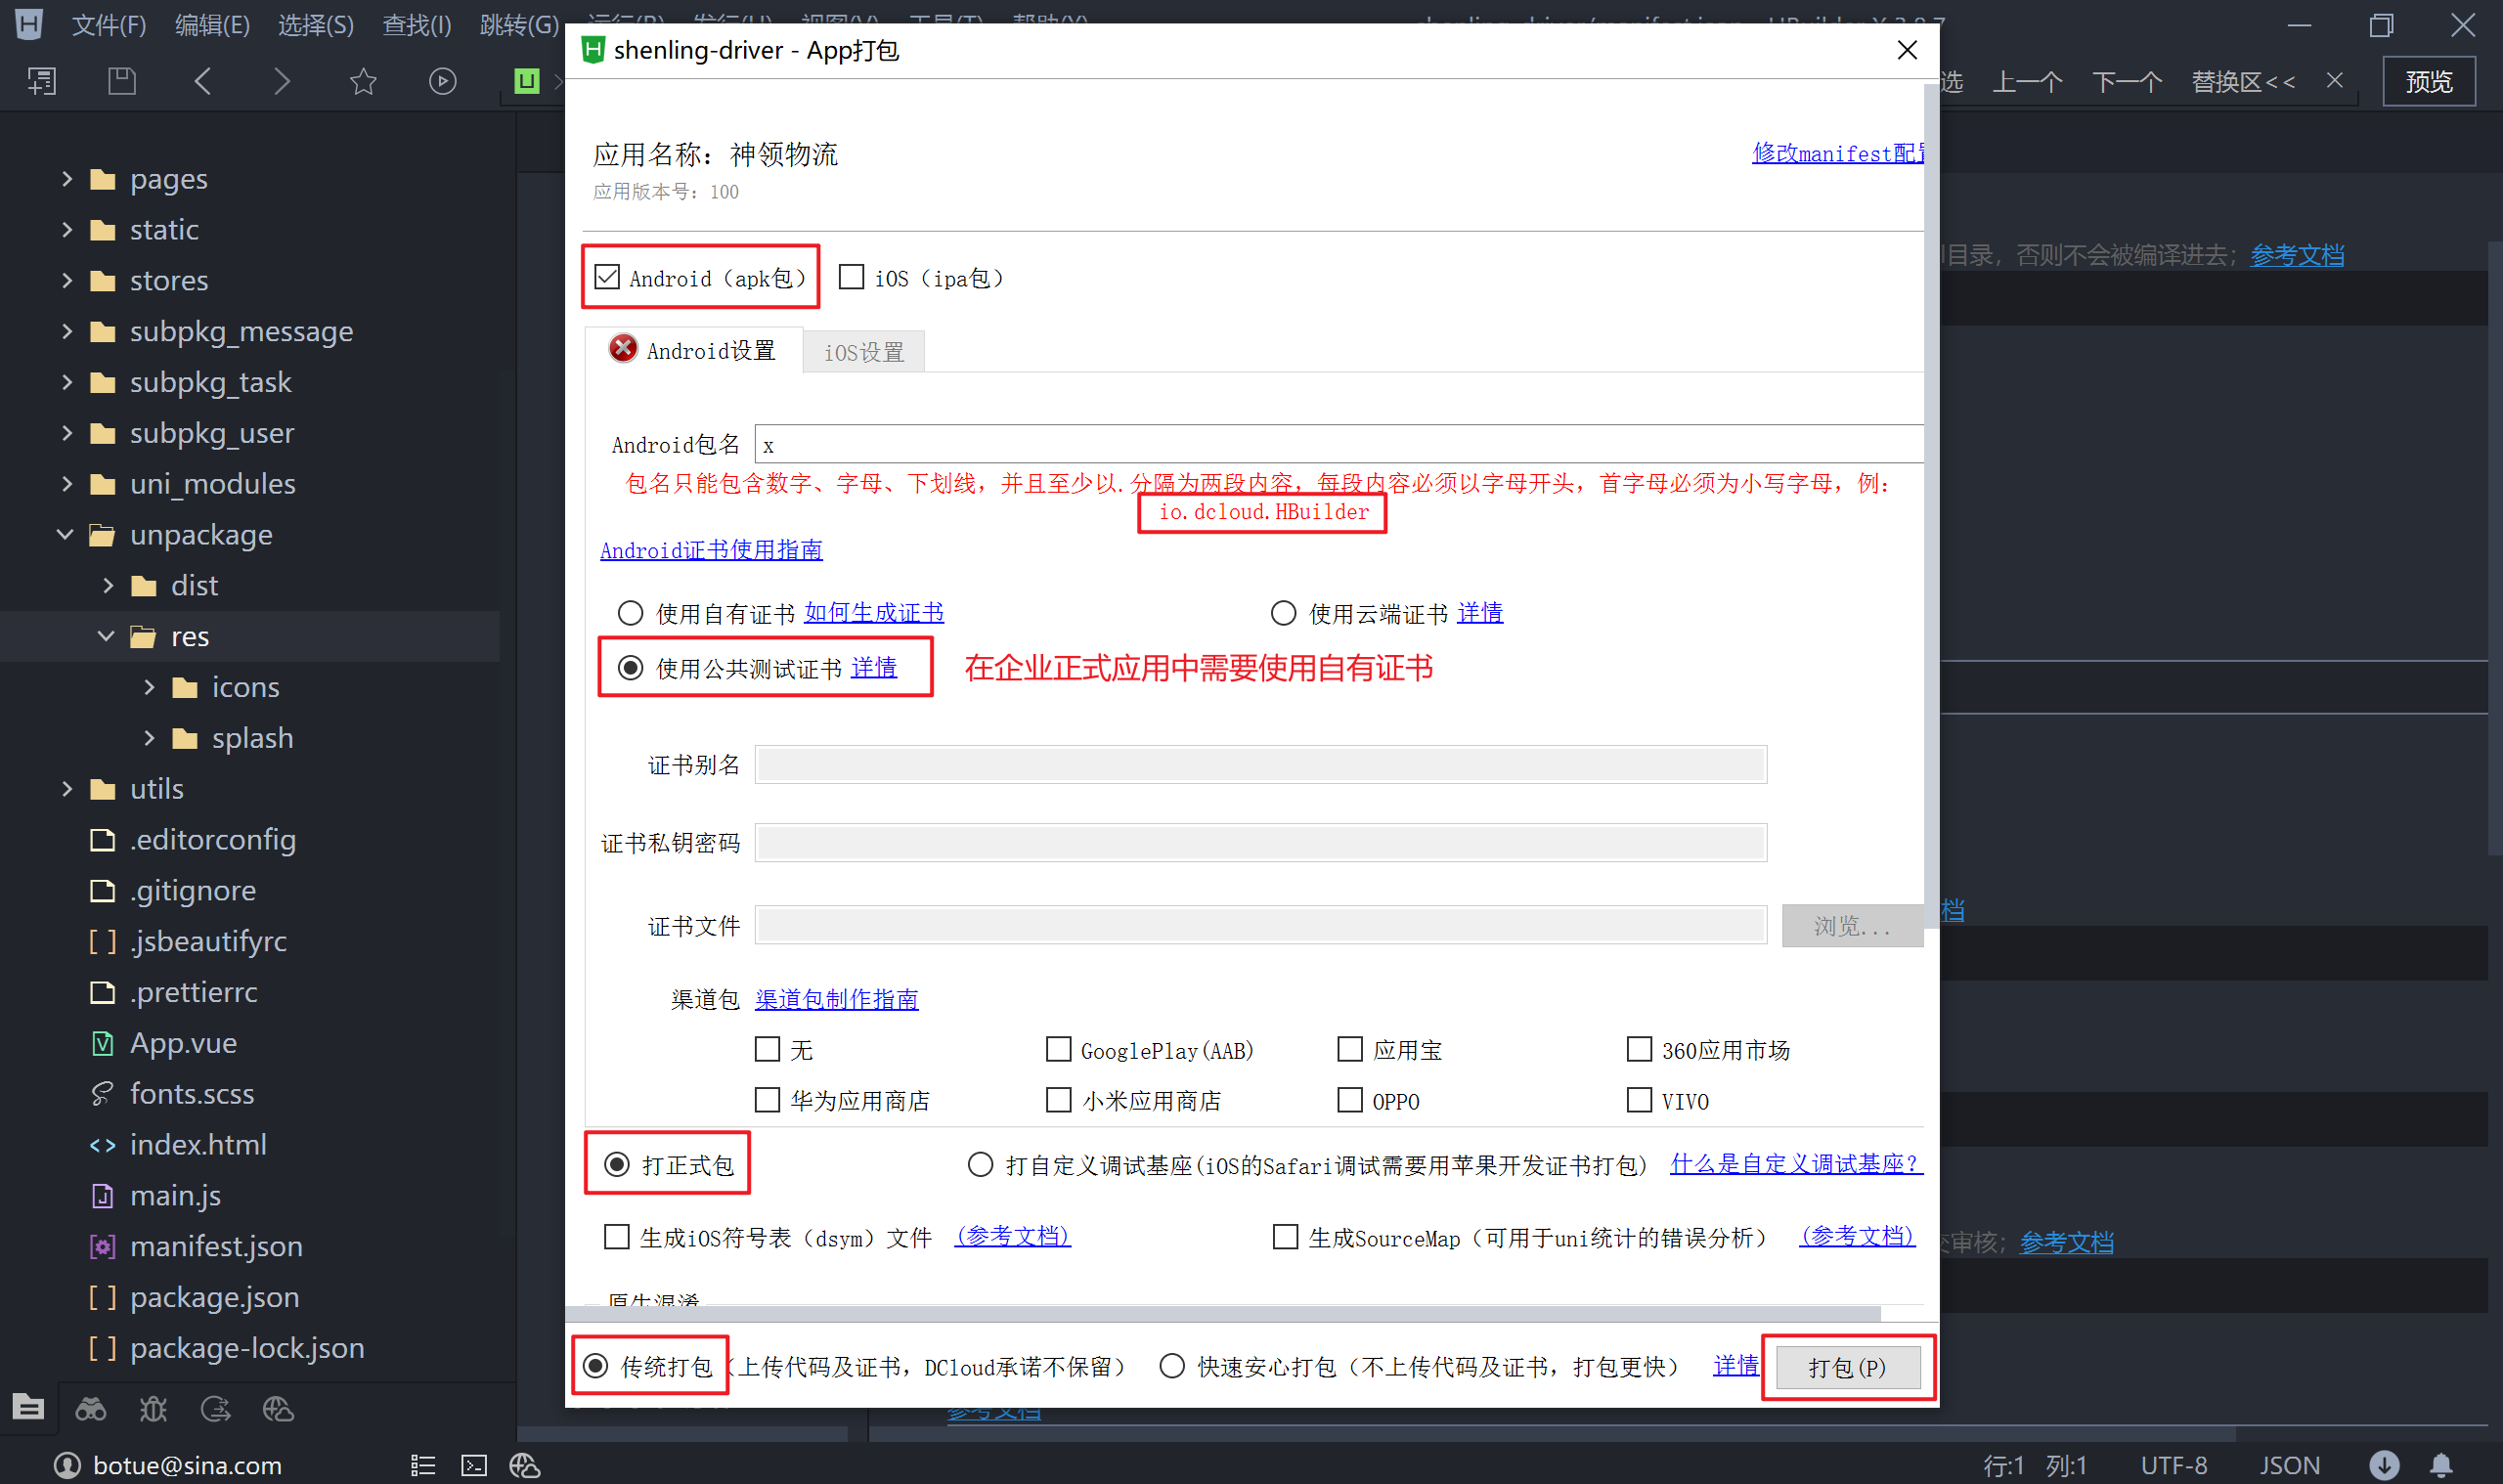 文件(F) 编辑(E) 选择(S) 查找(I) 跳转(G)
shenling-driver - App打包
上一个 下一个 替换区<< 预览
应用名称：神领物流
修改manifest配置
应用版本号：100
pages
static
stores
subpkg_message
subpkg_task
subpkg_user
uni_modules
unpackage
dist
res
icons
splash
utils
.editorconfig
.gitignore
.jsbeautifyrc
.prettierrc
App.vue
fonts.scss
index.html
main.js
manifest.json
package.json
package-lock.json
Android（apk包） iOS（ipa包）
目录，否则不会被编译进去；参考文档
Android设置 iOS设置
Android包名 x
包名只能包含数字、字母、下划线，并且至少以.分隔为两段内容，每段内容必须以字母开头，首字母必须为小写字母，例：
io.dcloud.HBuilder
Android证书使用指南
使用自有证书 如何生成证书 使用云端证书 详情
使用公共测试证书 详情 在企业正式应用中需要使用自有证书
证书别名
证书私钥密码
证书文件 浏览...
渠道包 渠道包制作指南
无 GooglePlay(AAB) 应用宝 360应用市场
华为应用商店 小米应用商店 OPPO VIVO
打正式包 打自定义调试基座(iOS的Safari调试需要用苹果开发证书打包) 什么是自定义调试基座？
生成iOS符号表（dsym）文件 (参考文档) 生成SourceMap（可用于uni统计的错误分析） (参考文档)
审核；参考文档
原生混淆
传统打包（上传代码及证书，DCloud承诺不保留） 快速安心打包（不上传代码及证书，打包更快） 详情 打包(P)
参考文档
botue@sina.com
行:1 列:1 UTF-8 JSON